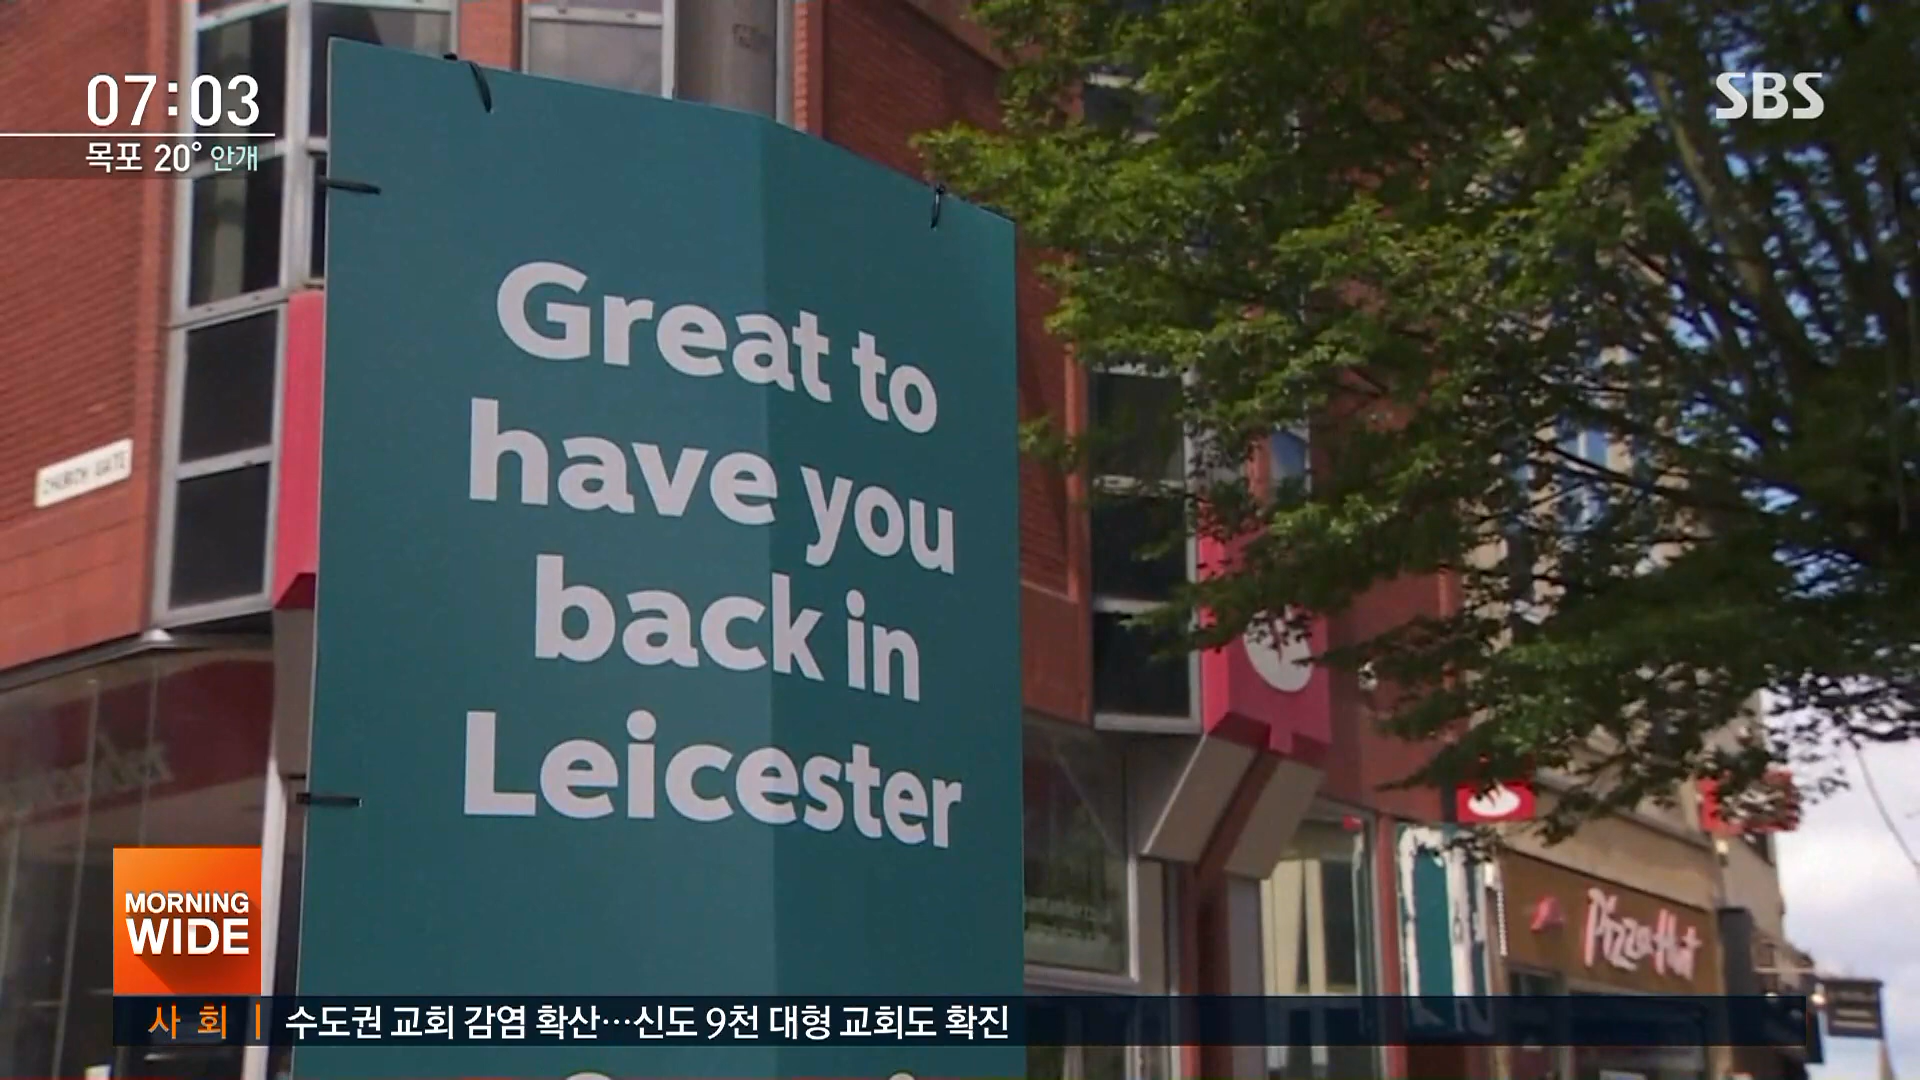 07:03
목포 20° 안개
SBS
Great to
have you
back in
Leicester
CHURCH GATE
Pizza Hut
MORNING
WIDE
사 회 | 수도권 교회 감염 확산…신도 9천 대형 교회도 확진